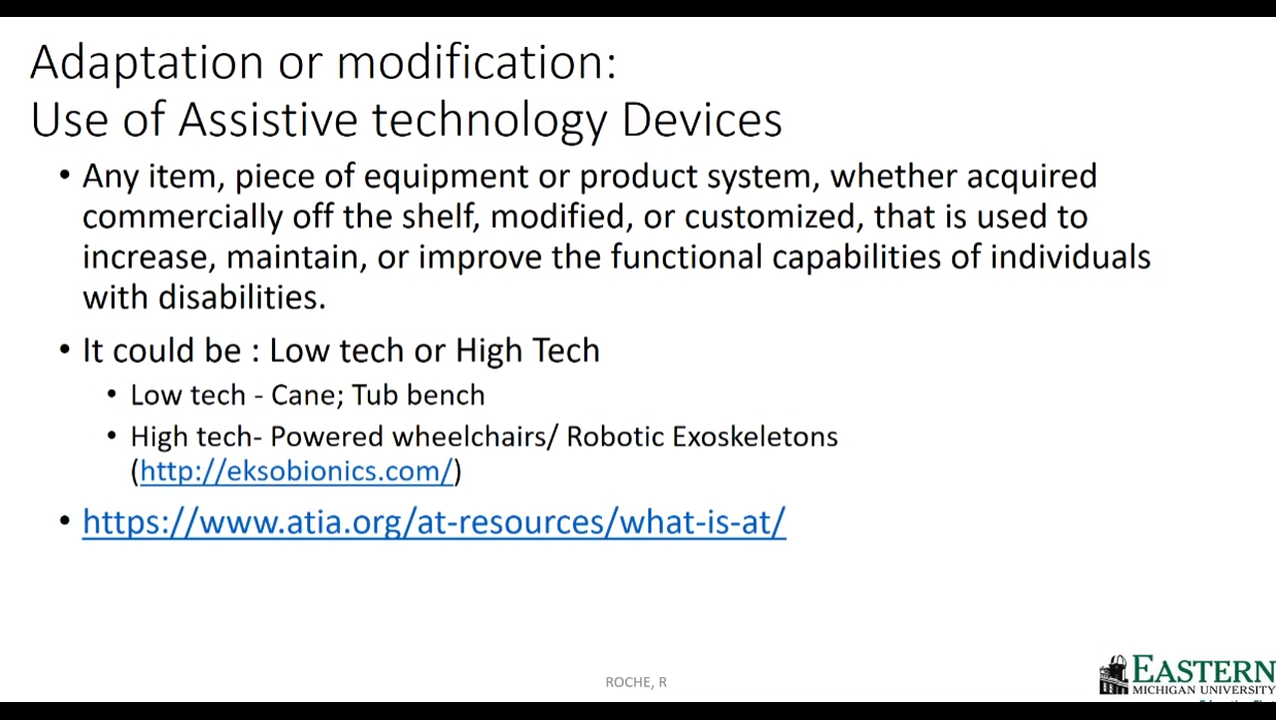 Adaptation or modification:
Use of Assistive technology Devices
• Any item, piece of equipment or product system, whether acquired
commercially off the shelf, modified, or customized, that is used to
increase, maintain, or improve the functional capabilities of individuals
with disabilities.
• It could be : Low tech or High Tech
• Low tech - Cane; Tub bench
• High tech- Powered wheelchairs/ Robotic Exoskeletons
(http://eksobionics.com/)
• https://www.atia.org/at-resources/what-is-at/
ROCHE, R
EASTERN
MICHIGAN UNIVERSITY